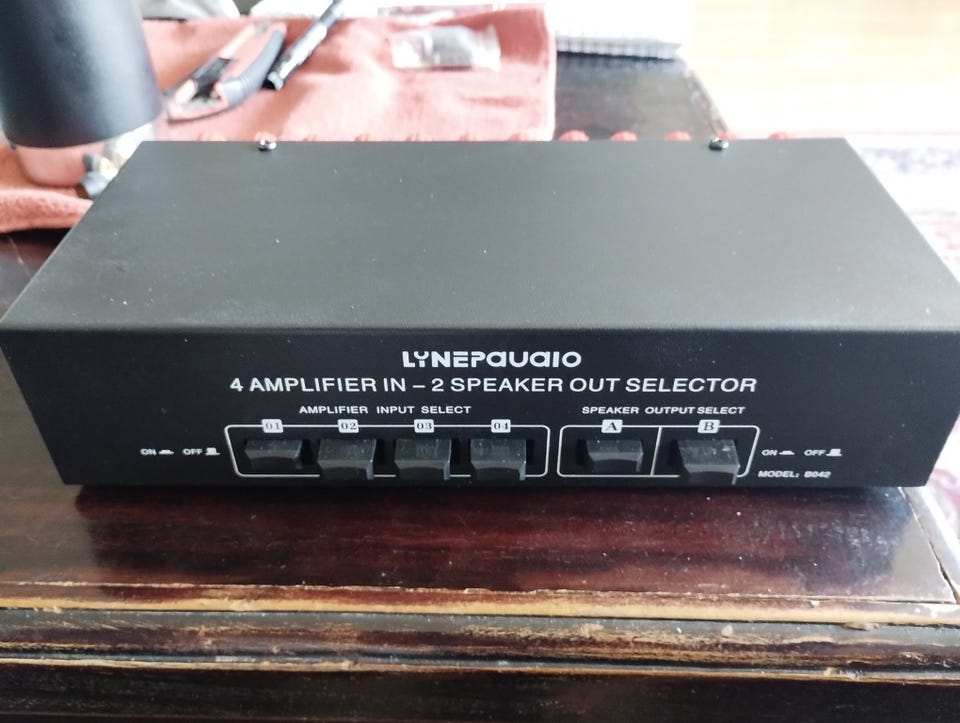 LYNEPAUAIO
4 AMPLIFIER IN – 2 SPEAKER OUT SELECTOR
AMPLIFIER INPUT SELECT SPEAKER OUTPUT SELECT
01 02 03 04 A B
ON OFF ON OFF
MODEL: B042